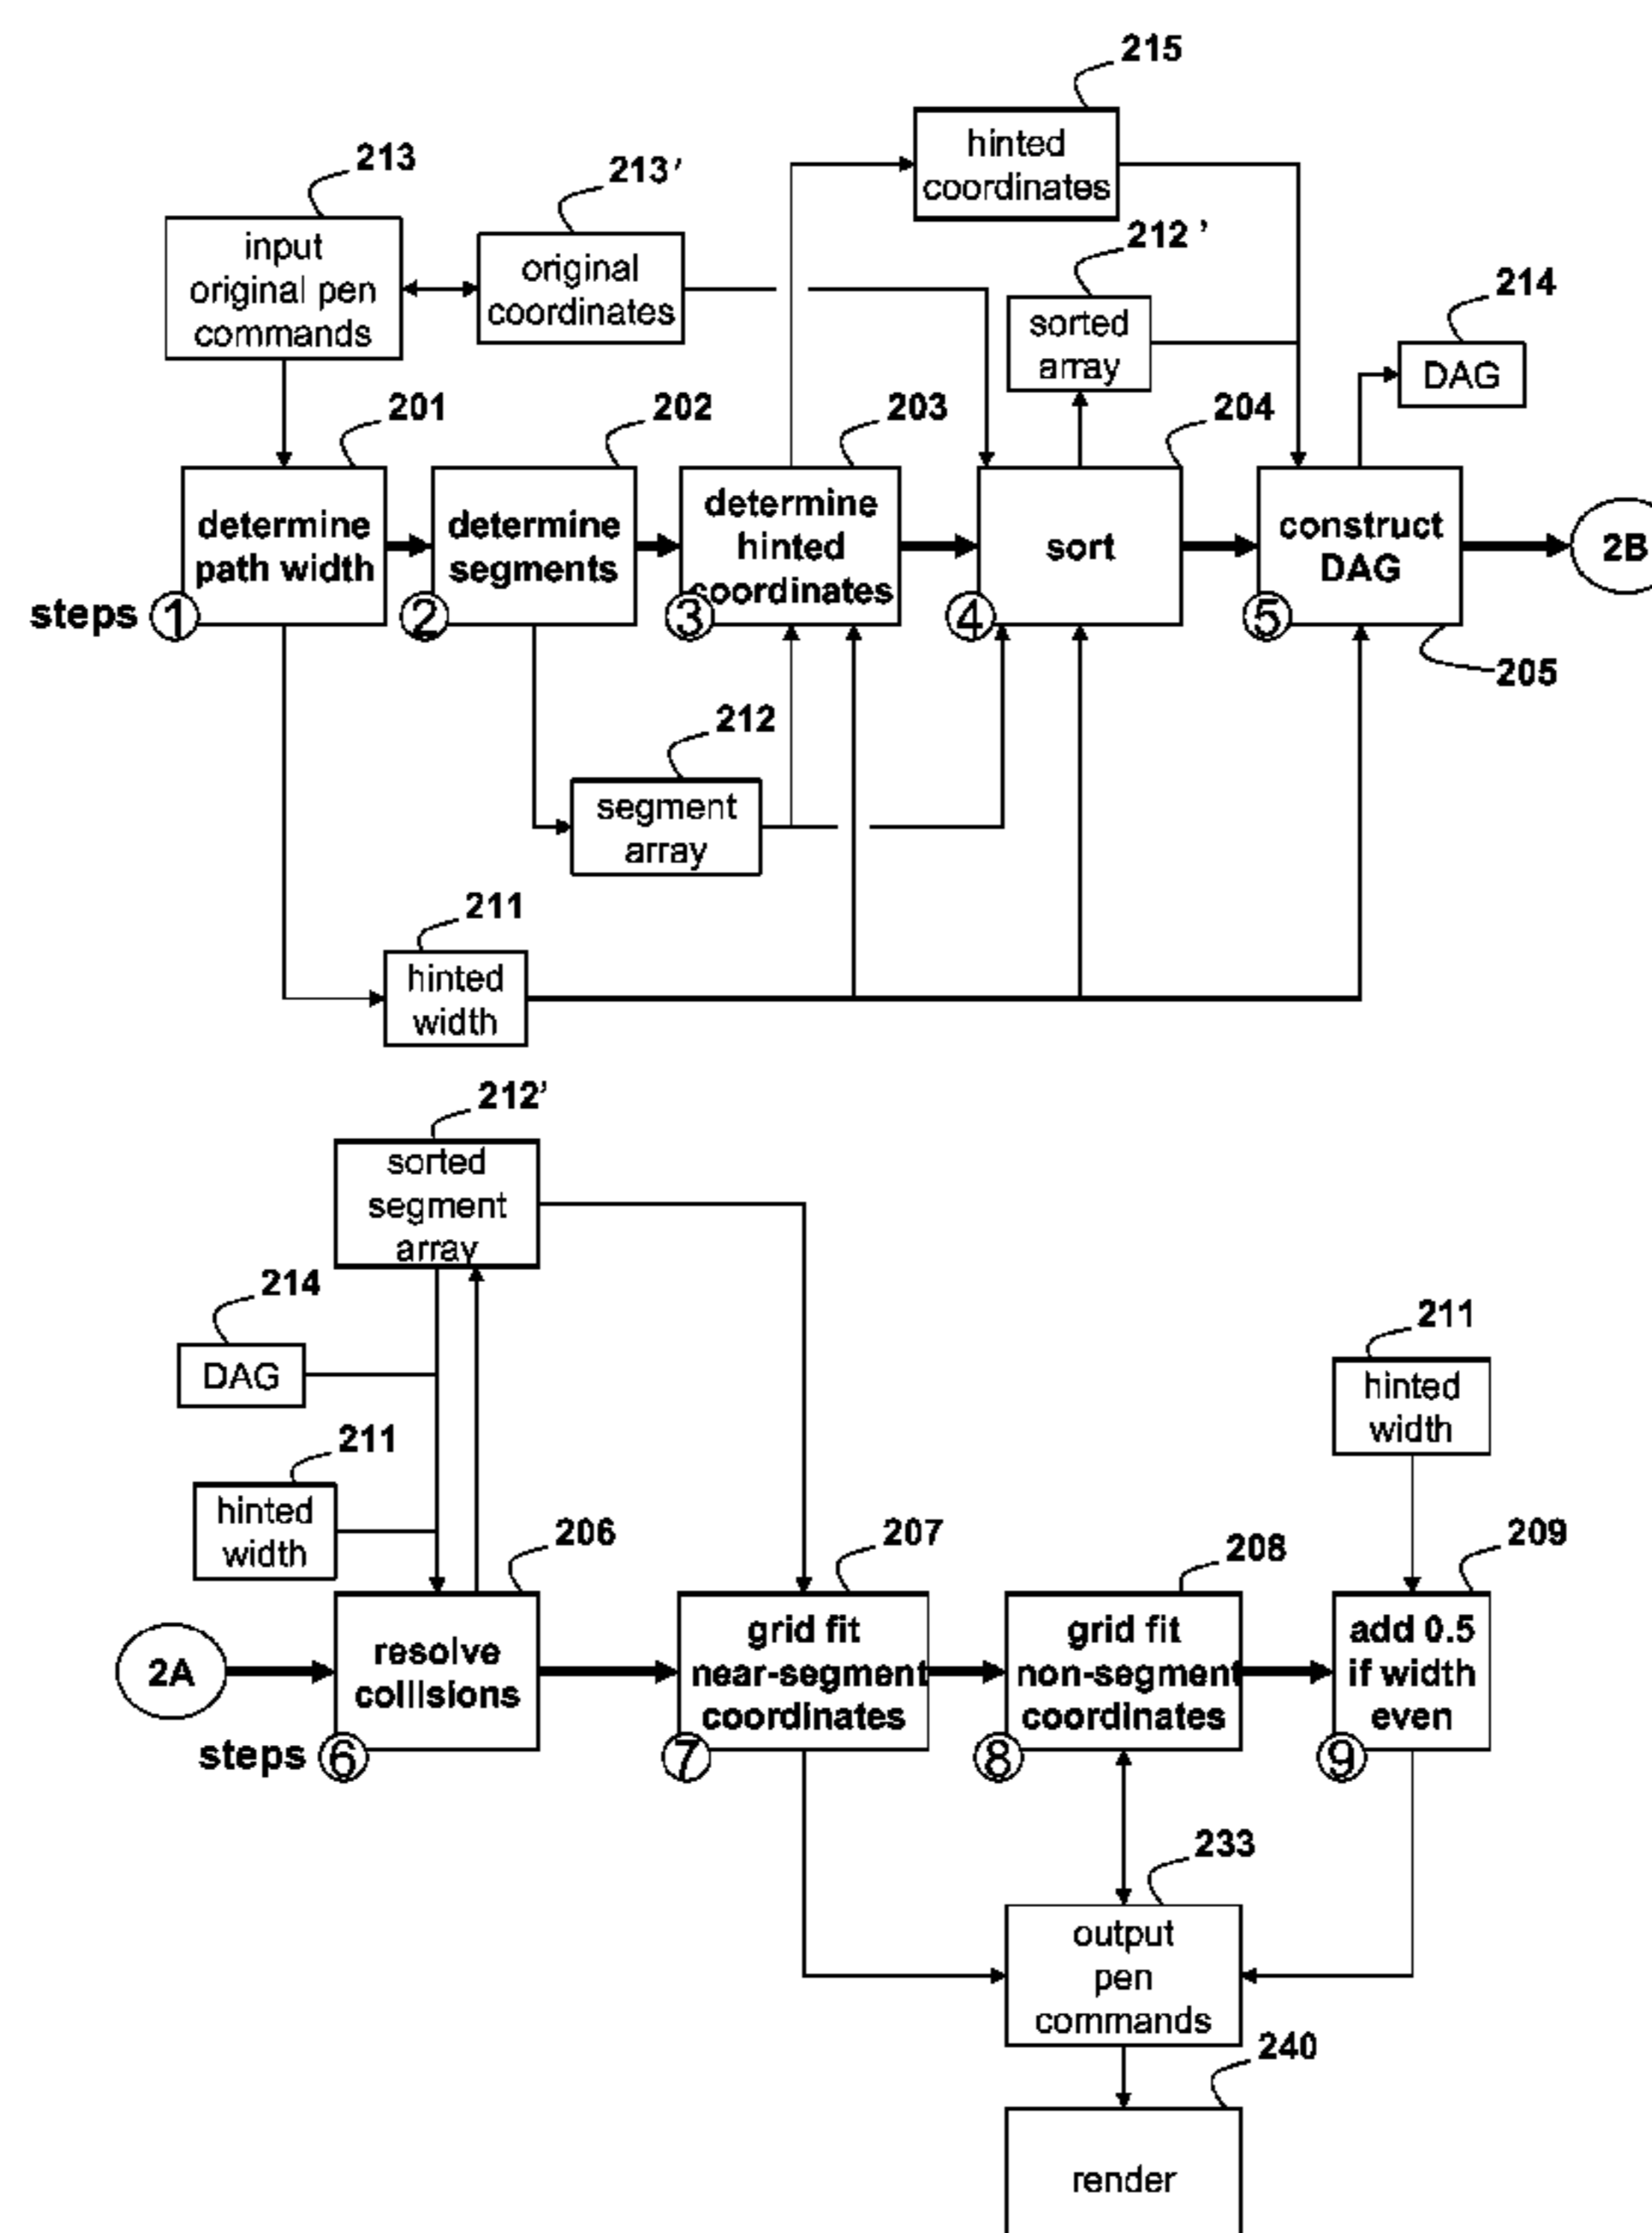 215
hinted
coordinates
213
213'
212 '
input
original pen
commands
original
coordinates
sorted
array
214
DAG
201
202
203
204
determine
path width
determine
segments
determine
hinted
coordinates
sort
construct
DAG
2B
steps
1
2
3
4
5
205
212
segment
array
211
hinted
width
212'
sorted
segment
array
214
DAG
211
hinted
width
211
hinted
width
206
207
208
209
2A
resolve
collisions
grid fit
near-segment
coordinates
grid fit
non-segment
coordinates
add 0.5
if width
even
steps
6
7
8
9
233
output
pen
commands
240
render